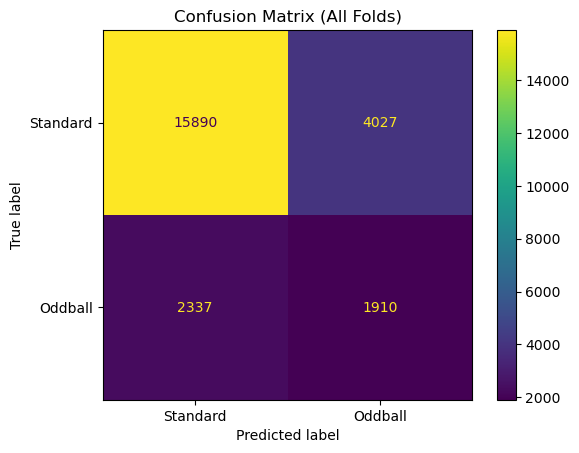 Confusion Matrix (All Folds)
Standard
15890
4027
Oddball
2337
1910
True label
Standard
Oddball
Predicted label
14000
12000
10000
8000
6000
4000
2000